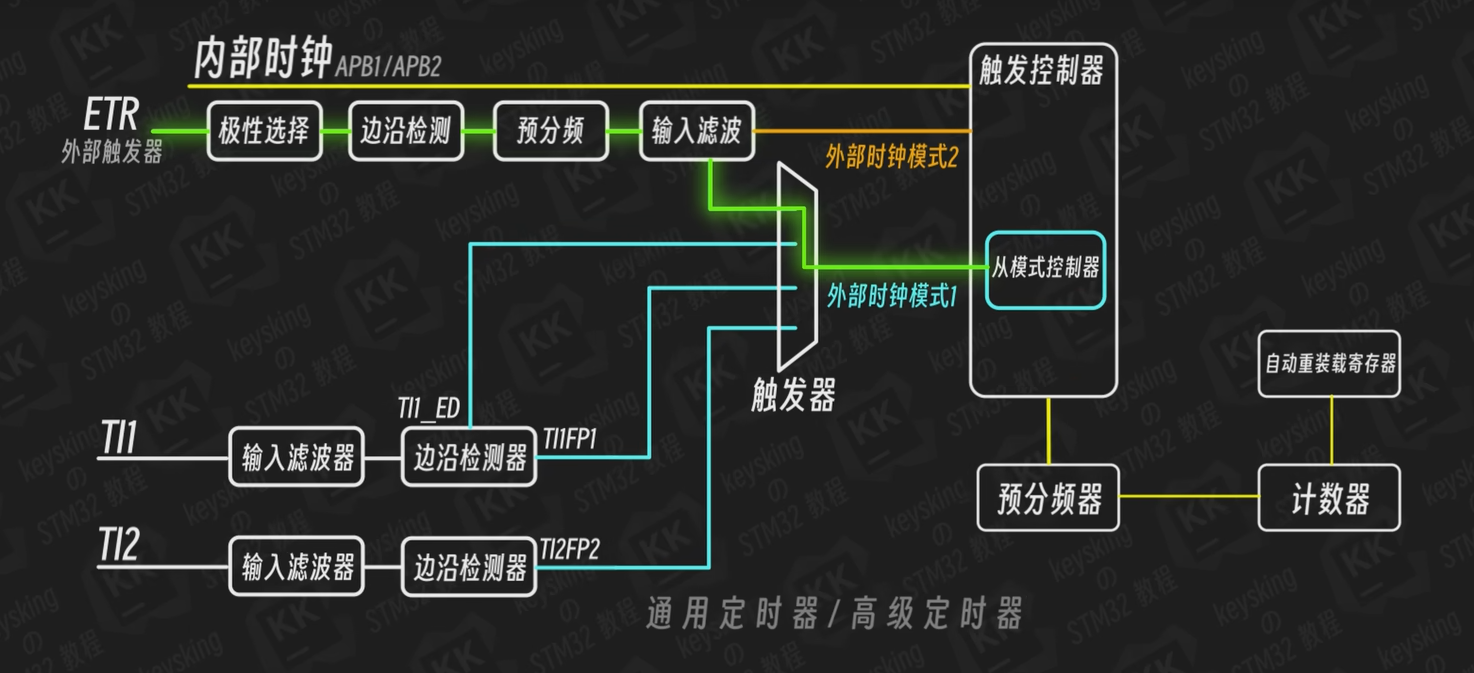 内部时钟 APB1/APB2
触发控制器
ETR
外部触发器
极性选择
边沿检测
预分频
输入滤波
外部时钟模式2
从模式控制器
外部时钟模式1
自动重装载寄存器
触发器
TI1_ED
TI1
输入滤波器
边沿检测器
TI1FP1
预分频器
计数器
TI2
输入滤波器
边沿检测器
TI2FP2
通用定时器/高级定时器
keysking
の
STM32 教程
KK